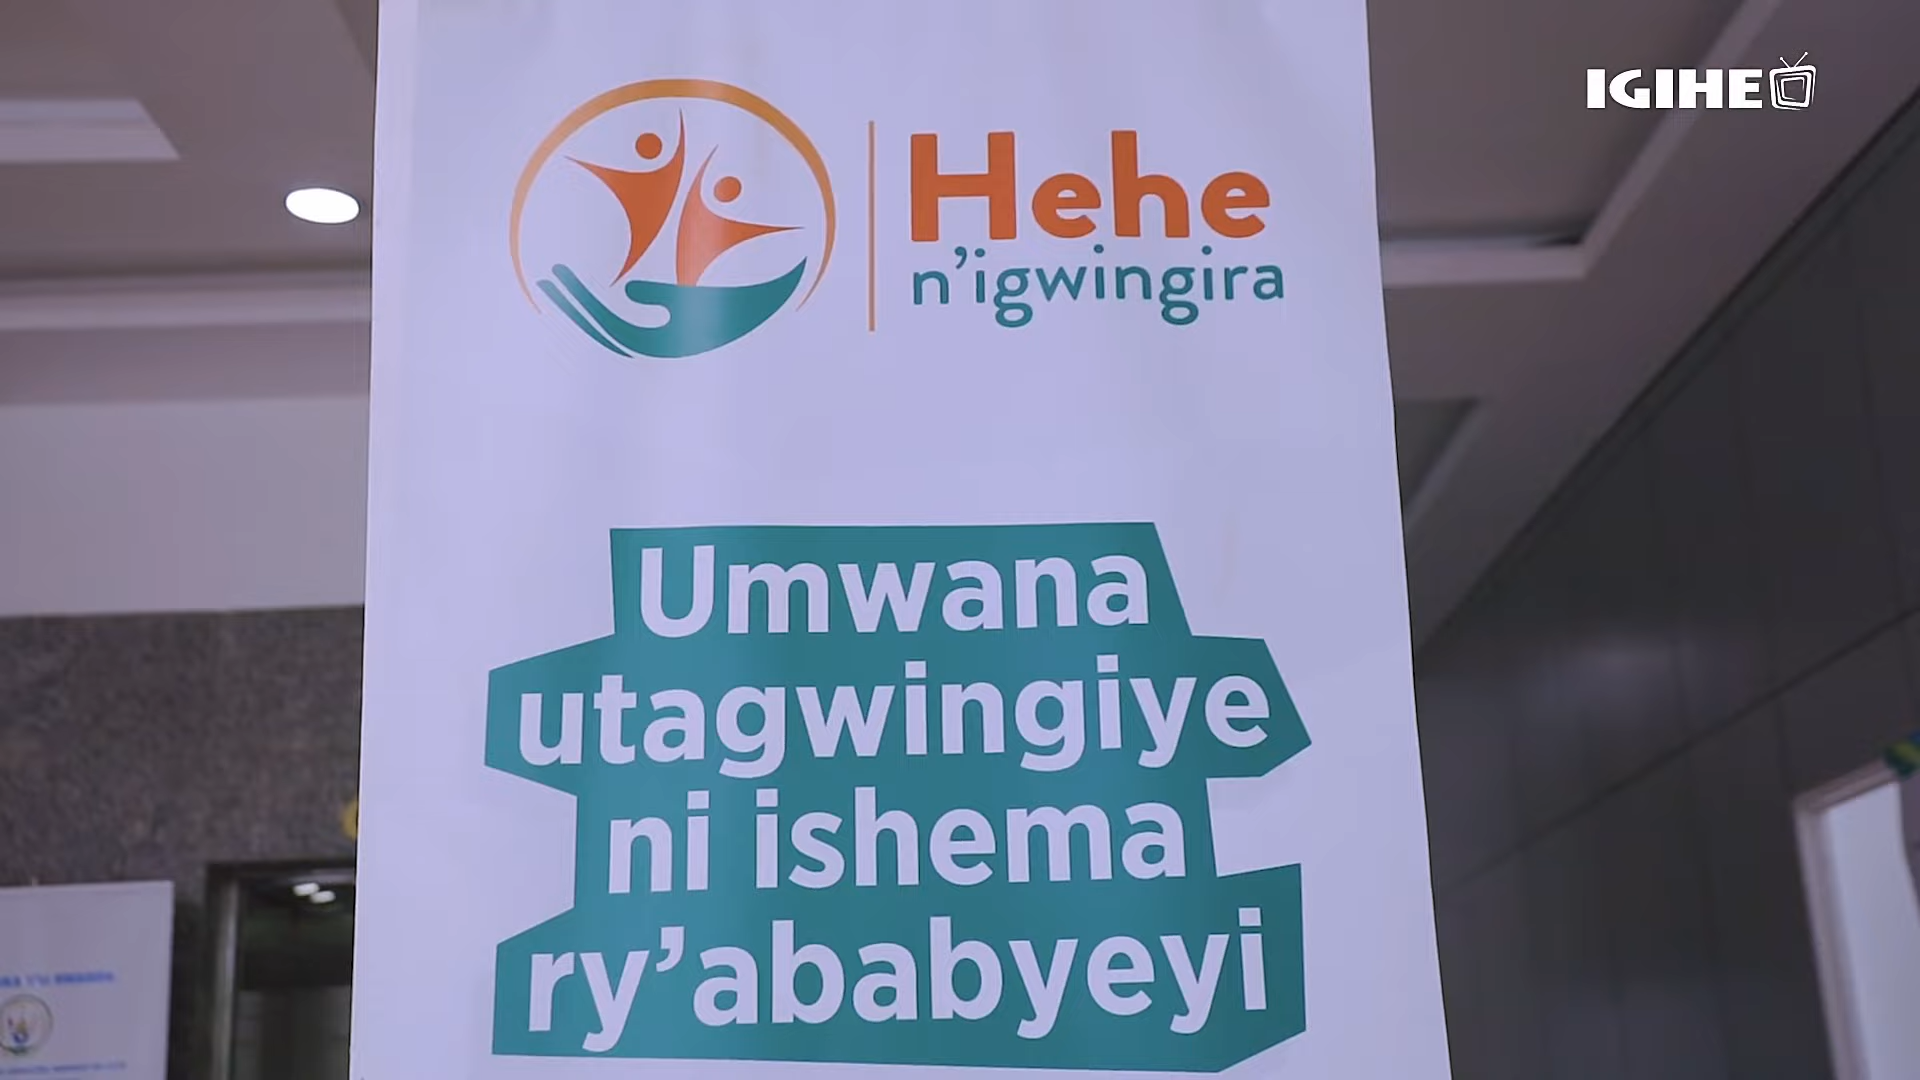 IGIHE
Hehe
n'igwingira
Umwana
utagwingiye
ni ishema
ry'ababyeyi